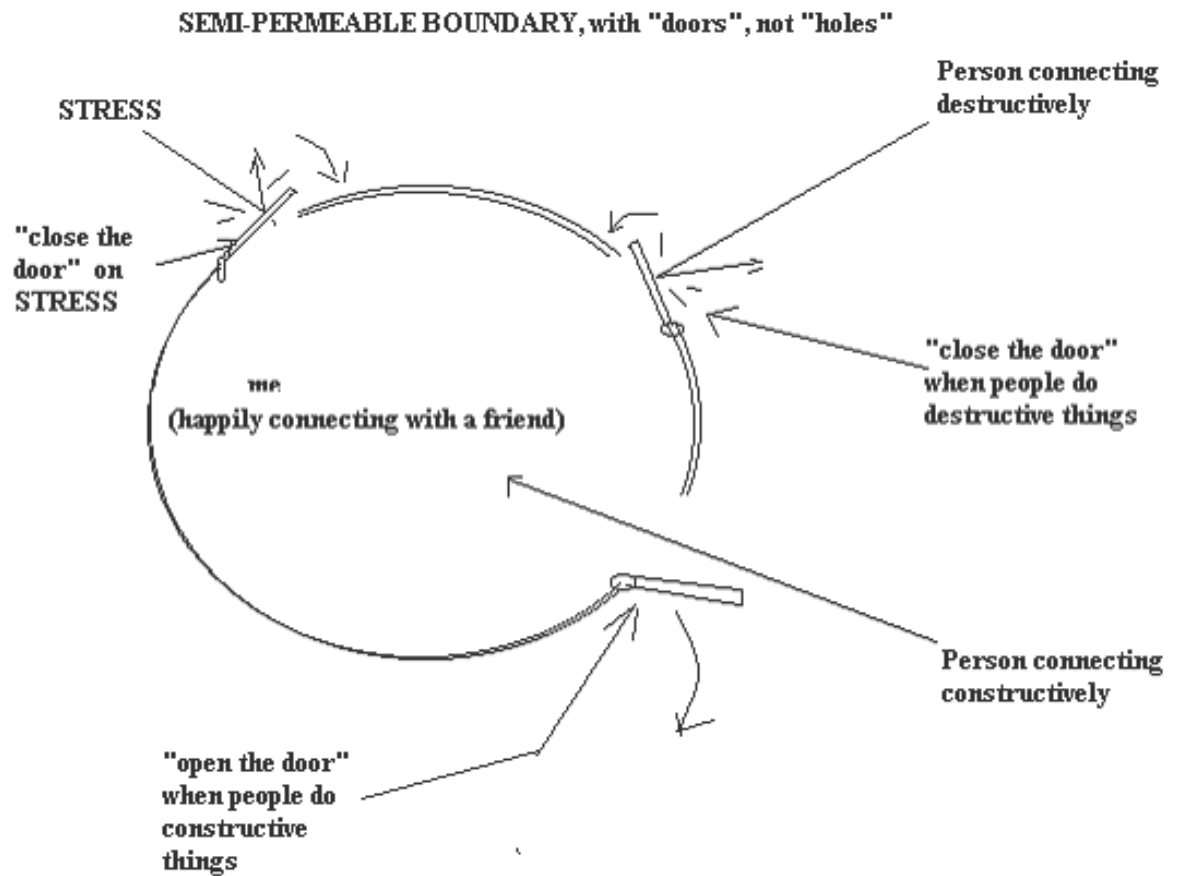 SEMI-PERMEABLE BOUNDARY, with "doors", not "holes"
Person connecting
destructively
STRESS
"close the
door" on
STRESS
"close the door"
when people do
destructive things
me
(happily connecting with a friend)
Person connecting
constructively
"open the door"
when people do
constructive
things